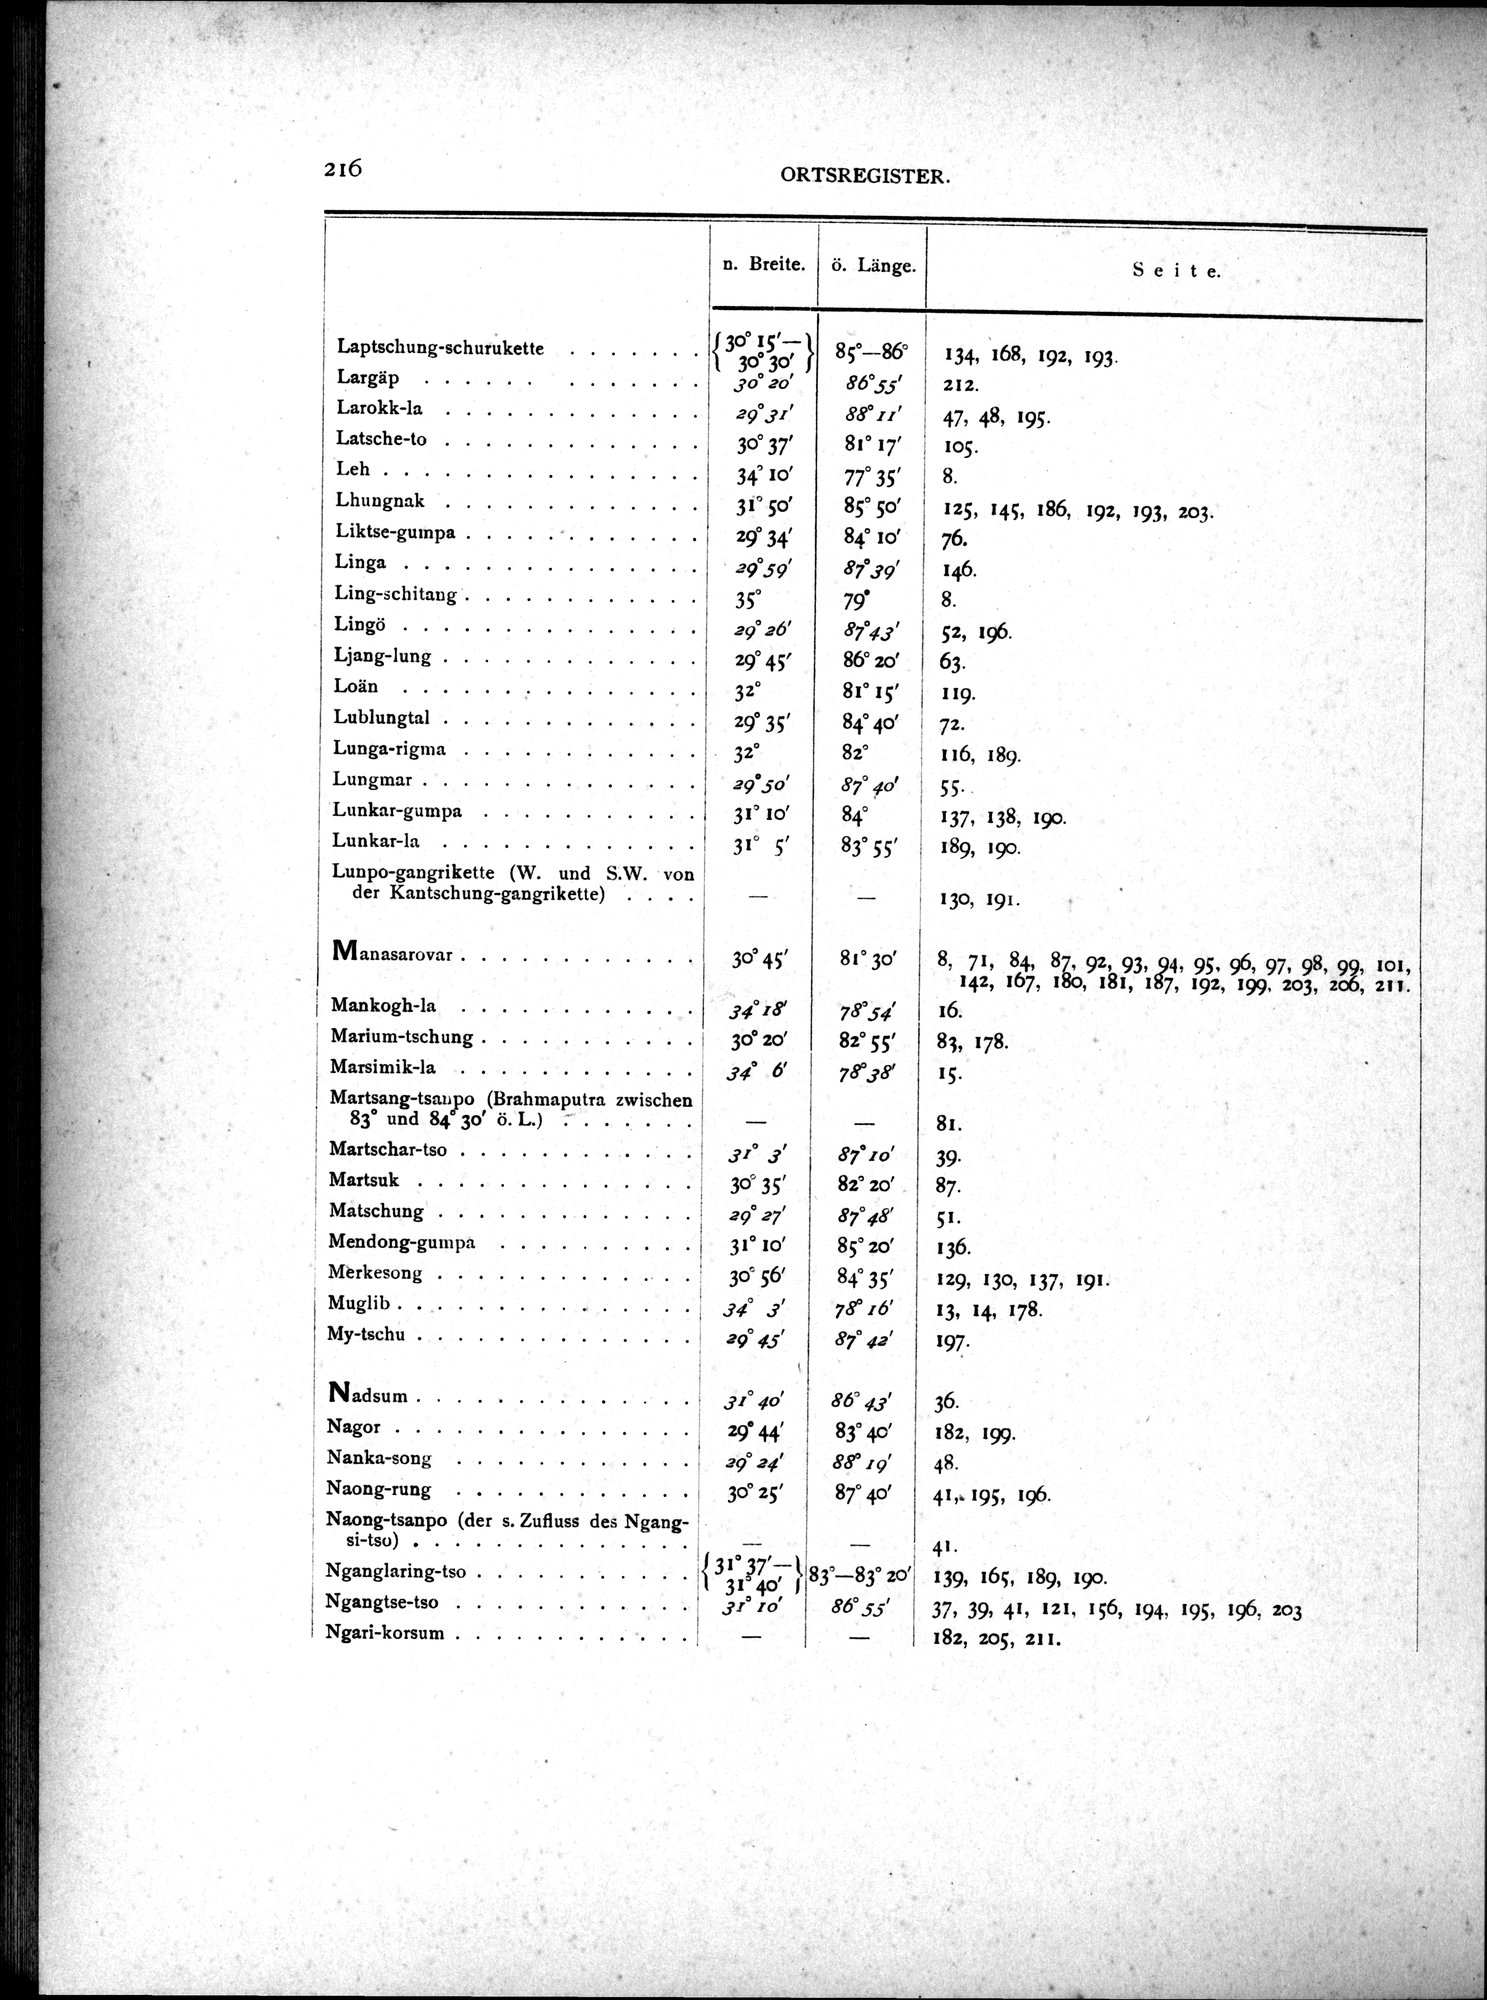 216
ORTSREGISTER.
n. Breite. ö. Länge. Seite.
Laptschung-schurukette . . . . . . . {30° 15′— 30° 30′} 85°—86° 134, 168, 192, 193.
Largäp . . . . . . . . . . . . . 30° 20′ 86° 55′ 212.
Larokk-la . . . . . . . . . . . . . 29° 31′ 88° 11′ 47, 48, 195.
Latsche-to . . . . . . . . . . . . . 30° 37′ 81° 17′ 105.
Leh . . . . . . . . . . . . . . . . 34° 10′ 77° 35′ 8.
Lhungnak . . . . . . . . . . . . . 31° 50′ 85° 50′ 125, 145, 186, 192, 193, 203.
Liktse-gumpa . . . . . . . . . . . . 29° 34′ 84° 10′ 76.
Linga . . . . . . . . . . . . . . . 29° 59′ 87° 39′ 146.
Ling-schitang . . . . . . . . . . . . 35° 79° 8.
Lingö . . . . . . . . . . . . . . . 29° 26′ 87° 43′ 52, 196.
Ljang-lung . . . . . . . . . . . . . 29° 45′ 86° 20′ 63.
Loän . . . . . . . . . . . . . . . 32° 81° 15′ 119.
Lublungtal . . . . . . . . . . . . . 29° 35′ 84° 40′ 72.
Lunga-rigma . . . . . . . . . . . . 32° 82° 116, 189.
Lungmar . . . . . . . . . . . . . . 29° 50′ 87° 40′ 55.
Lunkar-gumpa . . . . . . . . . . . 31° 10′ 84° 137, 138, 190.
Lunkar-la . . . . . . . . . . . . . 31° 5′ 83° 55′ 189, 190.
Lunpo-gangrikette (W. und S.W. von
der Kantschung-gangrikette) . . . . — — 130, 191.
Manasarovar . . . . . . . . . . . . 30° 45′ 81° 30′ 8, 71, 84, 87, 92, 93, 94, 95, 96, 97, 98, 99, 101,
142, 167, 180, 181, 187, 192, 199, 203, 206, 211.
Mankogh-la . . . . . . . . . . . . 34° 18′ 78° 54′ 16.
Marium-tschung . . . . . . . . . . . 30° 20′ 82° 55′ 83, 178.
Marsimik-la . . . . . . . . . . . . 34° 6′ 78° 38′ 15.
Martsang-tsanpo (Brahmaputra zwischen
83° und 84° 30′ ö. L.) . . . . . . . — — 81.
Martschar-tso . . . . . . . . . . . . 31° 3′ 87° 10′ 39.
Martsuk . . . . . . . . . . . . . . 30° 35′ 82° 20′ 87.
Matschung . . . . . . . . . . . . . 29° 27′ 87° 48′ 51.
Mendong-gumpa . . . . . . . . . . 31° 10′ 85° 20′ 136.
Merkesong . . . . . . . . . . . . . 30° 56′ 84° 35′ 129, 130, 137, 191.
Muglib . . . . . . . . . . . . . . . 34° 3′ 78° 16′ 13, 14, 178.
My-tschu . . . . . . . . . . . . . . 29° 45′ 87° 42′ 197.
Nadsum . . . . . . . . . . . . . . 31° 40′ 86° 43′ 36.
Nagor . . . . . . . . . . . . . . . 29° 44′ 83° 40′ 182, 199.
Nanka-song . . . . . . . . . . . . 29° 24′ 88° 19′ 48.
Naong-rung . . . . . . . . . . . . 30° 25′ 87° 40′ 41, 195, 196.
Naong-tsanpo (der s. Zufluss des Ngang-
si-tso) . . . . . . . . . . . . . . — — 41.
Nganglaring-tso . . . . . . . . . . . {31° 37′— 31° 40′} 83°—83° 20′ 139, 165, 189, 190.
Ngangtse-tso . . . . . . . . . . . . 31° 10′ 86° 55′ 37, 39, 41, 121, 156, 194, 195, 196, 203
Ngari-korsum . . . . . . . . . . . . — — 182, 205, 211.